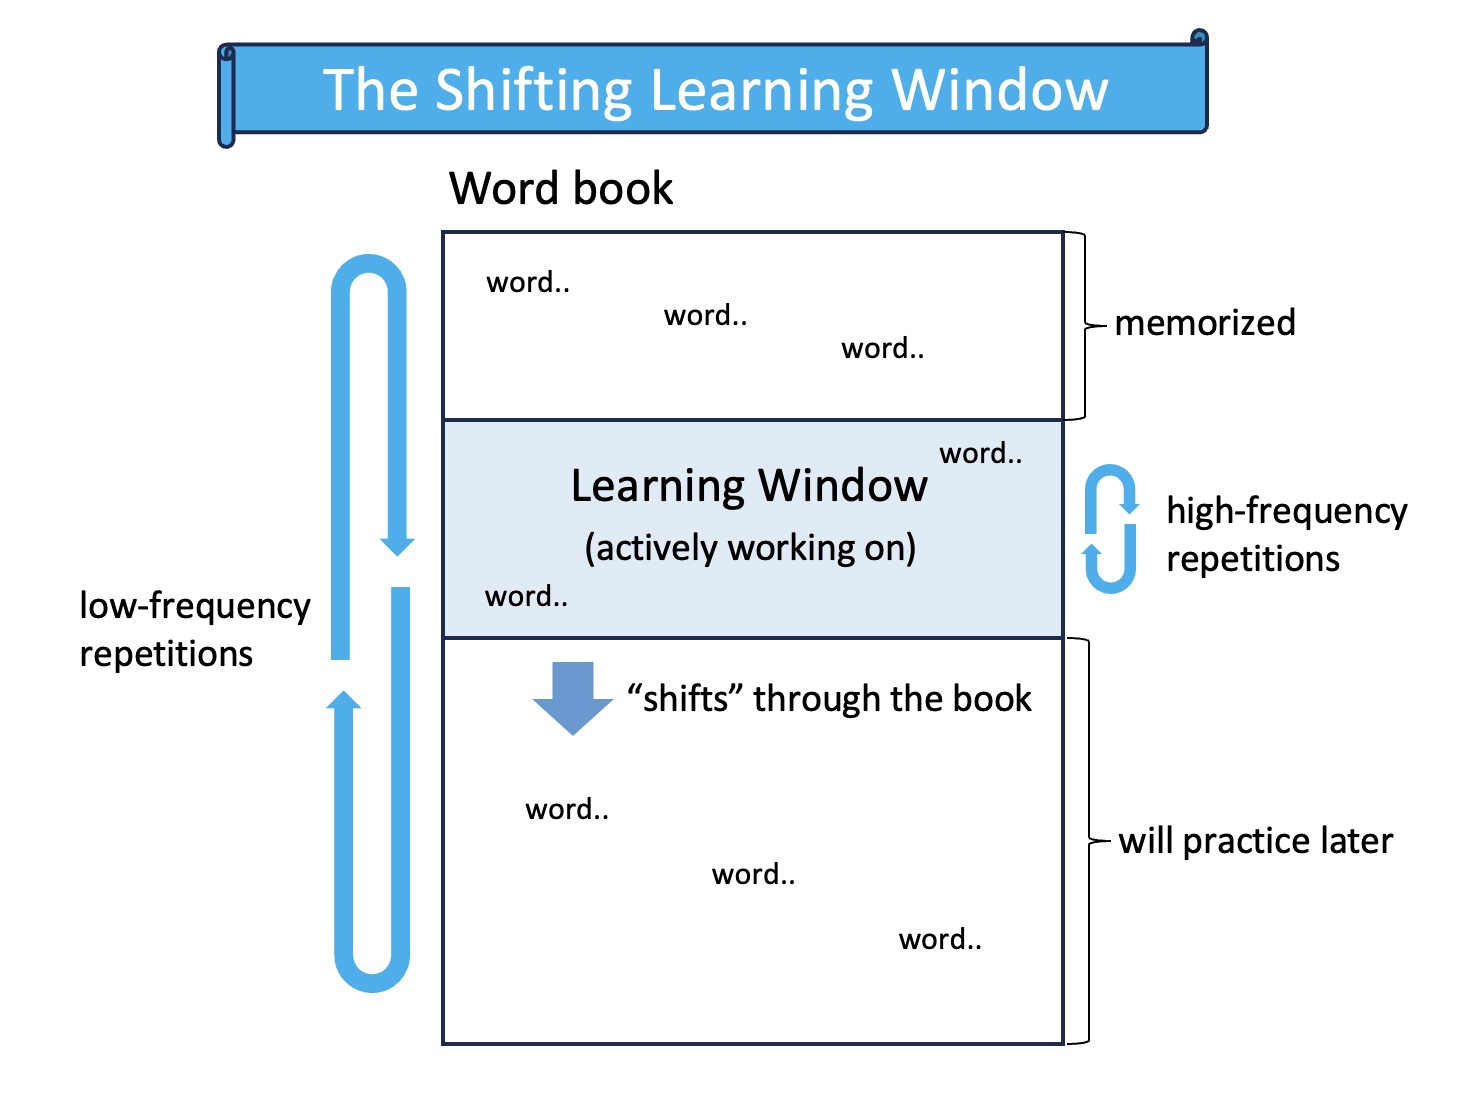 The Shifting Learning Window
Word book
word..
word..
word..
memorized
word..
Learning Window
(actively working on)
word..
high-frequency
repetitions
low-frequency
repetitions
“shifts” through the book
word..
word..
word..
will practice later